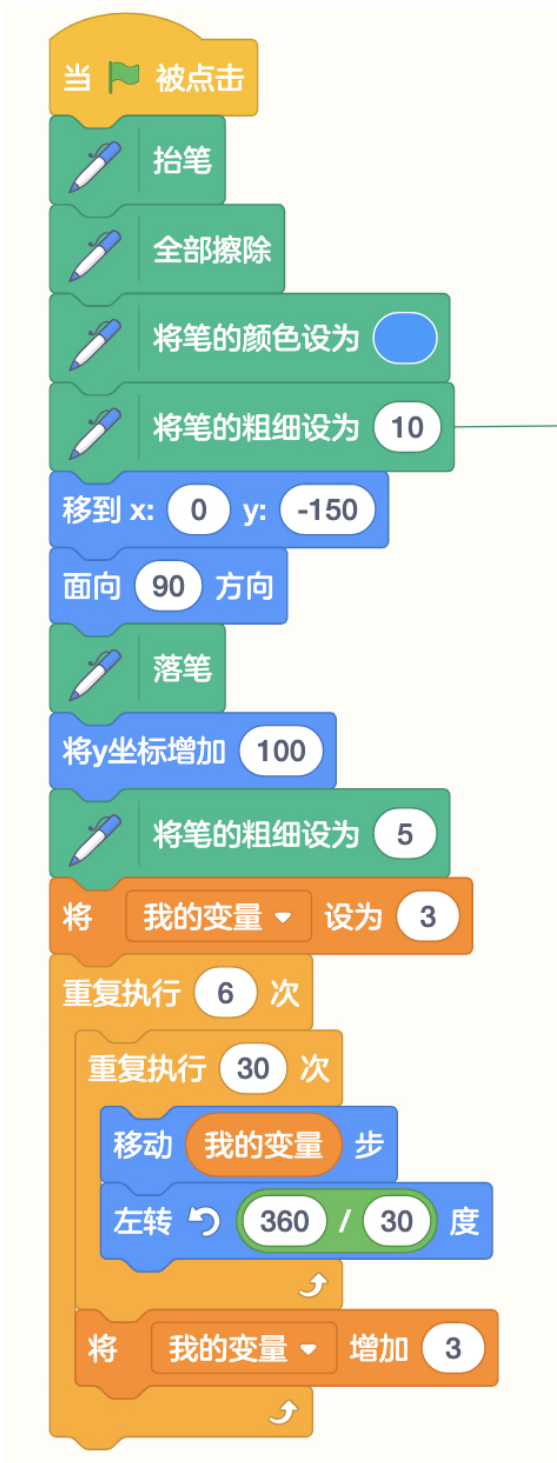 当 被点击
抬笔
全部擦除
将笔的颜色设为
将笔的粗细设为 10
移到 x: 0 y: -150
面向 90 方向
落笔
将y坐标增加 100
将笔的粗细设为 5
将 我的变量 设为 3
重复执行 6 次
重复执行 30 次
移动 我的变量 步
左转 360 / 30 度
将 我的变量 增加 3